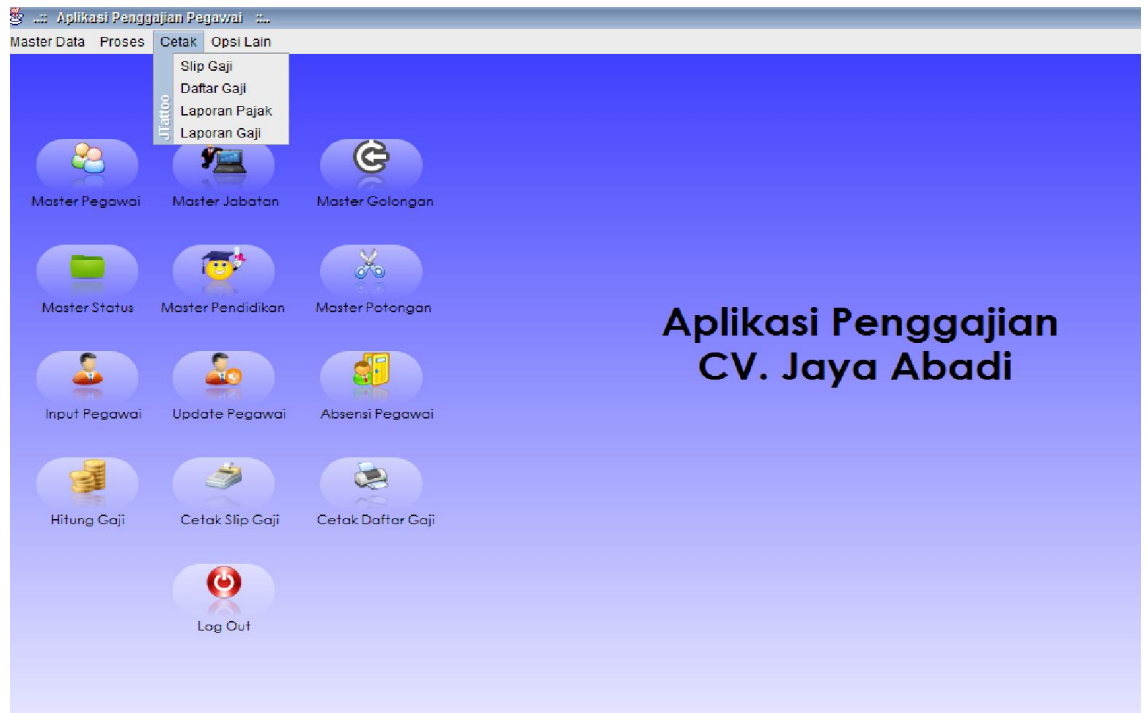 ..:: Aplikasi Penggajian Pegawai ::..
Master Data Proses Cetak Opsi Lain
Slip Gaji
Daftar Gaji
Laporan Pajak
Laporan Gaji
JTattoo
Master Pegawai Master Jabatan Master Golongan
Master Status Master Pendidikan Master Potongan
Input Pegawai Update Pegawai Absensi Pegawai
Hitung Gaji Cetak Slip Gaji Cetak Daftar Gaji
Log Out
Aplikasi Penggajian
CV. Jaya Abadi